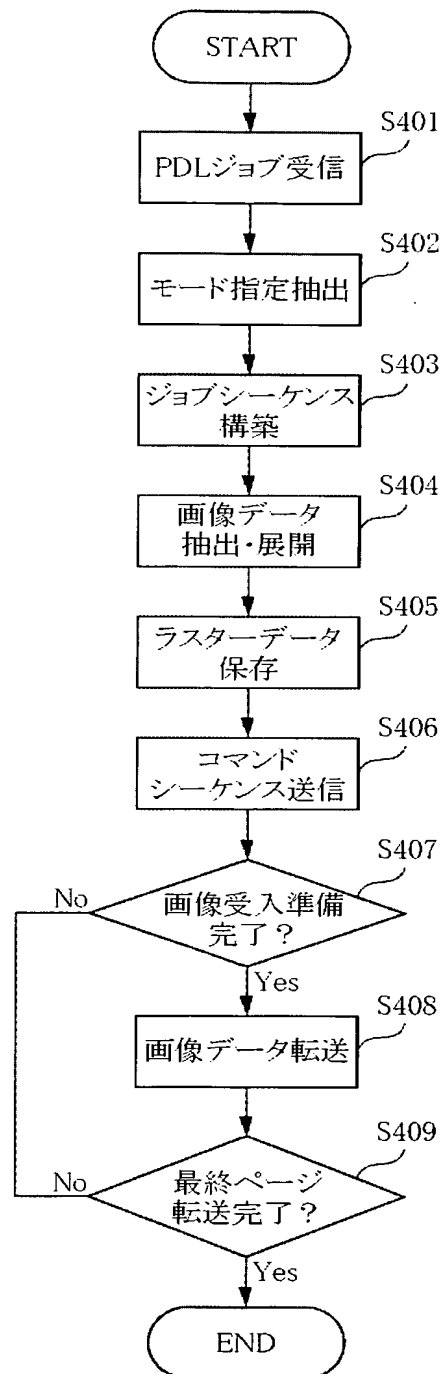 START
S401
PDLジョブ受信
S402
モード指定抽出
S403
ジョブシーケンス
構築
S404
画像データ
抽出・展開
S405
ラスターデータ
保存
S406
コマンド
シーケンス送信
S407
No
画像受入準備
完了?
Yes
S408
画像データ転送
S409
No
最終ページ
転送完了?
Yes
END